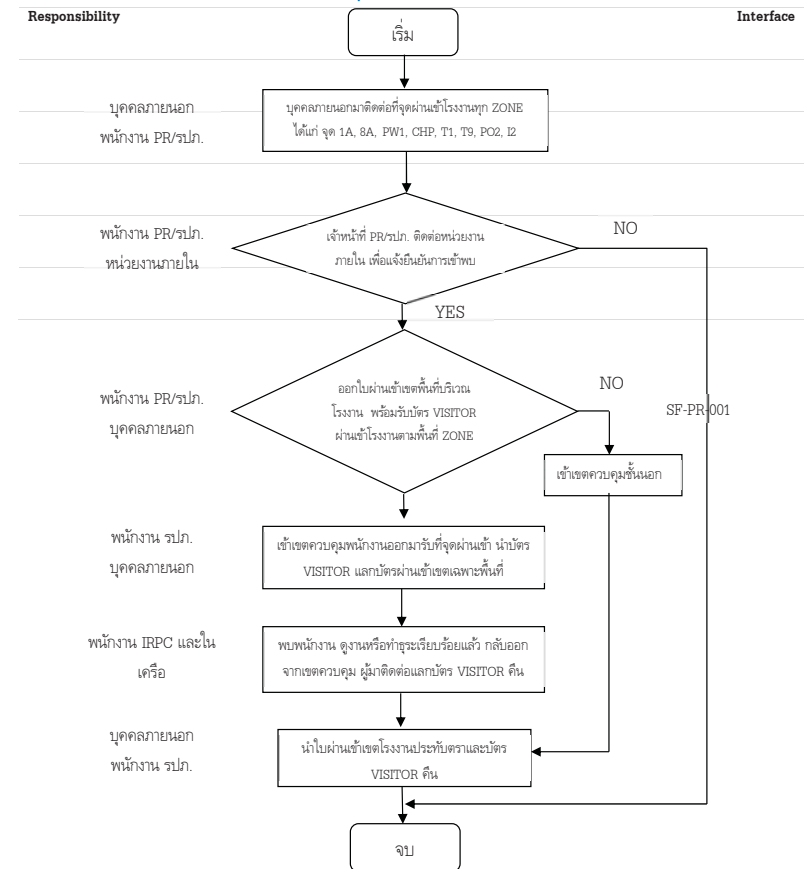 Responsibility
Interface
เริ่ม
บุคคลภายนอก
พนักงาน PR/รปภ.
บุคคลภายนอกมาติดต่อที่จุดผ่านเข้าโรงงานทุก ZONE
ได้แก่ จุด 1A, 8A, PW1, CHP, T1, T9, PO2, I2
พนักงาน PR/รปภ.
หน่วยงานภายใน
เจ้าหน้าที่ PR/รปภ. ติดต่อหน่วยงาน
ภายใน เพื่อแจ้งยืนยันการเข้าพบ
NO
YES
พนักงาน PR/รปภ.
บุคคลภายนอก
ออกใบผ่านเข้าเขตพื้นที่บริเวณ
โรงงาน พร้อมรับบัตร VISITOR
ผ่านเข้าโรงงานตามพื้นที่ ZONE
NO
SF-PR-001
เข้าเขตควบคุมชั้นนอก
พนักงาน รปภ.
บุคคลภายนอก
เข้าเขตควบคุมพนักงานออกมารับที่จุดผ่านเข้า นำบัตร
VISITOR แลกบัตรผ่านเข้าเขตเฉพาะพื้นที่
พนักงาน IRPC และใน
เครือ
พบพนักงาน ดูงานหรือทำธุระเรียบร้อยแล้ว กลับออก
จากเขตควบคุม ผู้มาติดต่อแลกบัตร VISITOR คืน
บุคคลภายนอก
พนักงาน รปภ.
นำใบผ่านเข้าเขตโรงงานประทับตราและบัตร
VISITOR คืน
จบ